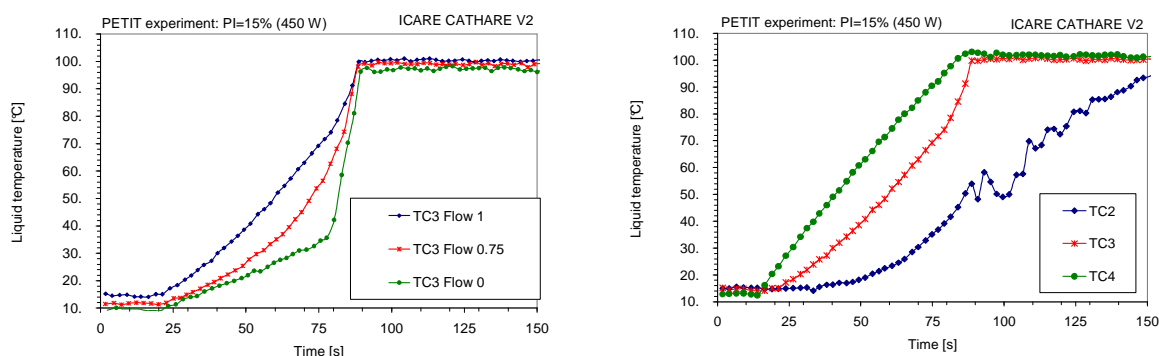 PETIT experiment: PI=15% (450 W)
ICARE CATHARE V2
110.
100.
90.
80.
70.
60.
50.
40.
30.
20.
10.
Liquid temperature [℃]
TC3 Flow 1
TC3 Flow 0.75
TC3 Flow 0
0
25
50
75
100
125
150
Time [s]
PETIT experiment: PI=15% (450 W)
ICARE CATHARE V2
110.
100.
90.
80.
70.
60.
50.
40.
30.
20.
10.
Liquid temperature [℃]
TC2
TC3
TC4
0
25
50
75
100
125
150
Time [s]